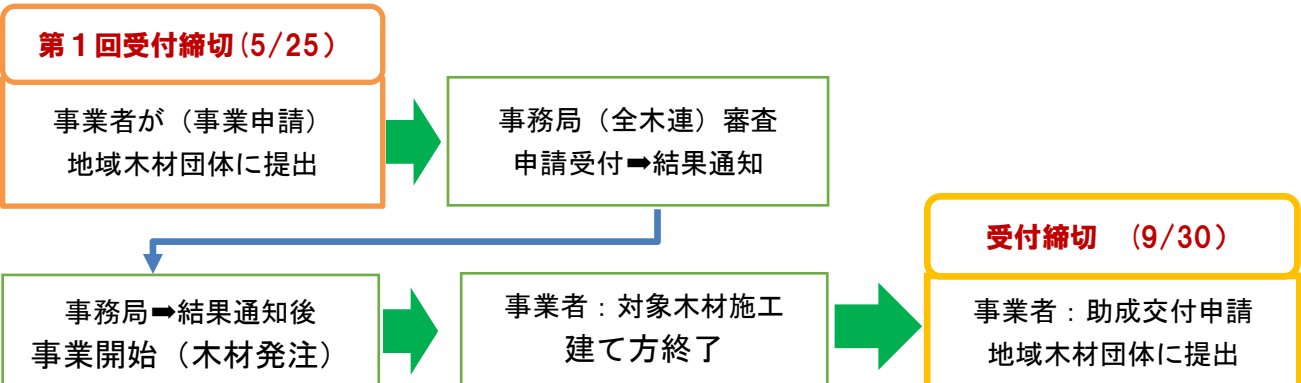 第１回受付締切(5/25）
事業者が（事業申請）
地域木材団体に提出
事務局（全木連）審査
申請受付➡結果通知
事務局➡結果通知後
事業開始（木材発注）
事業者：対象木材施工
建て方終了
受付締切　（9/30）
事業者：助成交付申請
地域木材団体に提出